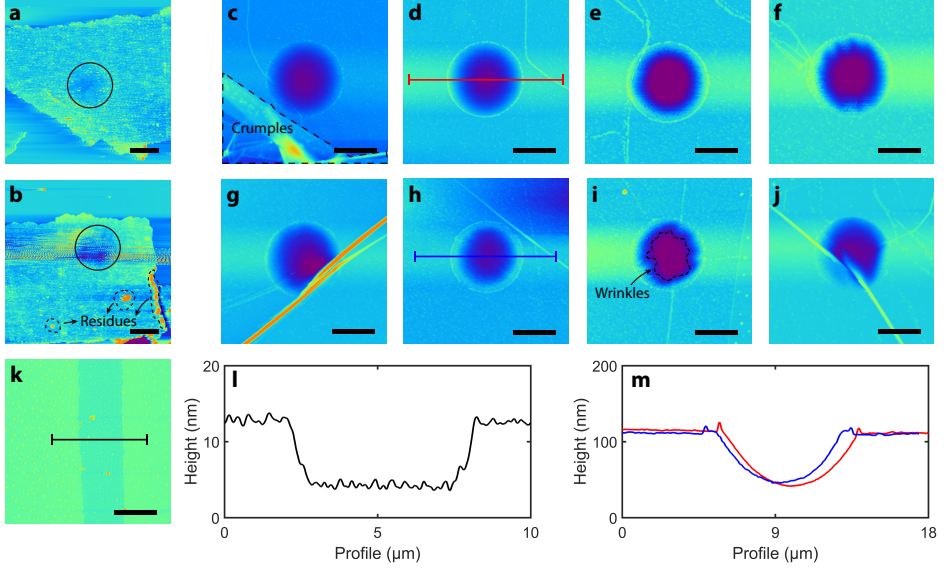 a
b
Residues
c
Crumples
d
e
f
g
h
i
Wrinkles
j
k
l
Height (nm)
20
10
0
0
5
10
Profile (μm)
m
Height (nm)
200
100
0
0
9
18
Profile (μm)